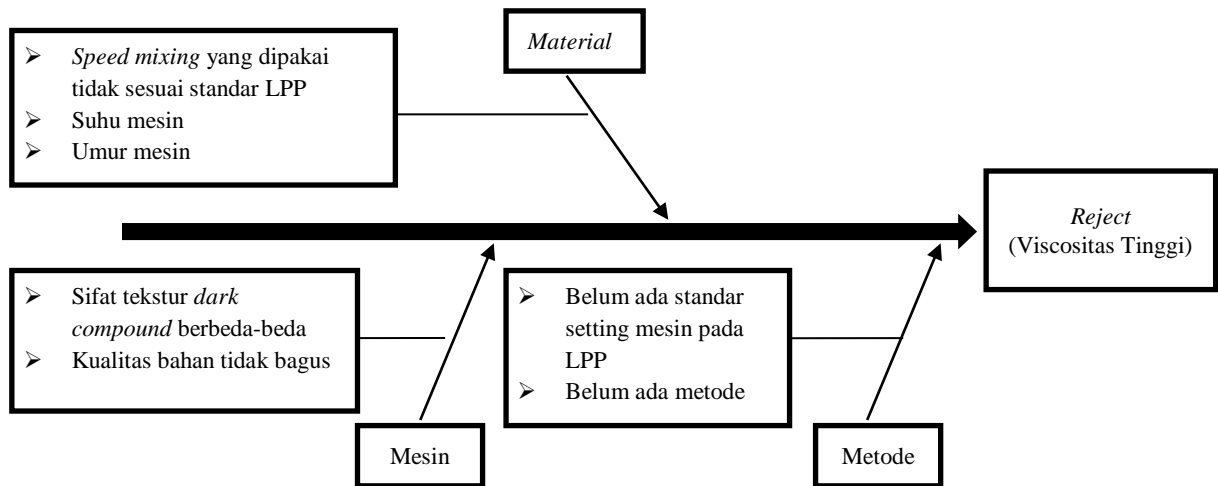 Speed mixing yang dipakai
tidak sesuai standar LPP
Suhu mesin
Umur mesin
Material
Reject
(Viscositas Tinggi)
Sifat tekstur dark
compound berbeda-beda
Kualitas bahan tidak bagus
Belum ada standar
setting mesin pada
LPP
Belum ada metode
Mesin
Metode